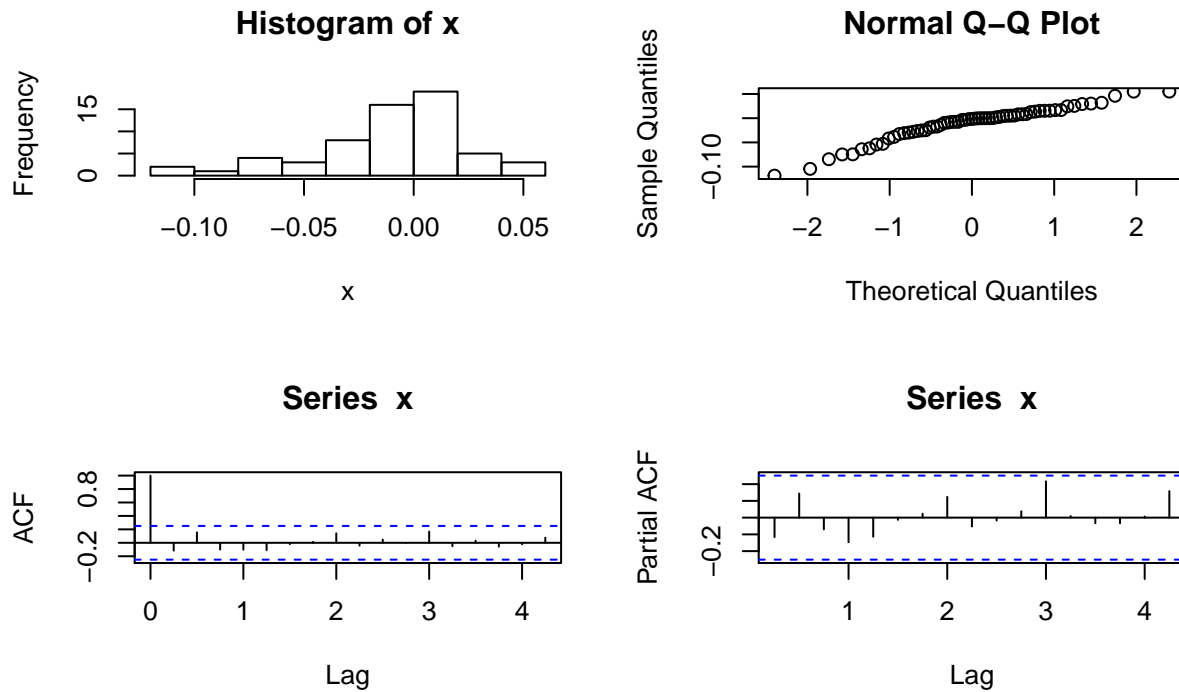 Histogram of x
Frequency
15
0
−0.10 −0.05 0.00 0.05
x
Normal Q−Q Plot
Sample Quantiles
−0.10
−2 −1 0 1 2
Theoretical Quantiles
Series x
ACF
0.8
−0.2
0 1 2 3 4
Lag
Series x
Partial ACF
−0.2
1 2 3 4
Lag